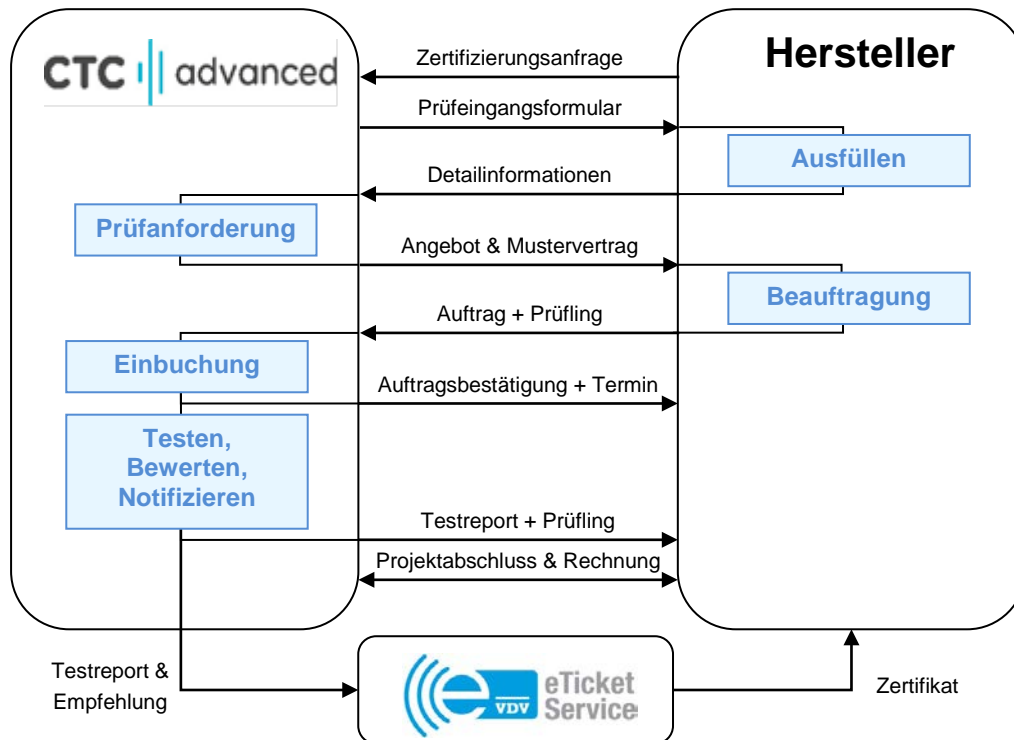 CTC advanced
Hersteller
Zertifizierungsanfrage
Prüfeingangsformular
Ausfüllen
Detailinformationen
Prüfanforderung
Angebot & Mustervertrag
Beauftragung
Auftrag + Prüfling
Einbuchung
Auftragsbestätigung + Termin
Testen,
Bewerten,
Notifizieren
Testreport + Prüfling
Projektabschluss & Rechnung
Testreport &
Empfehlung
e
VDV
eTicket
Service
Zertifikat